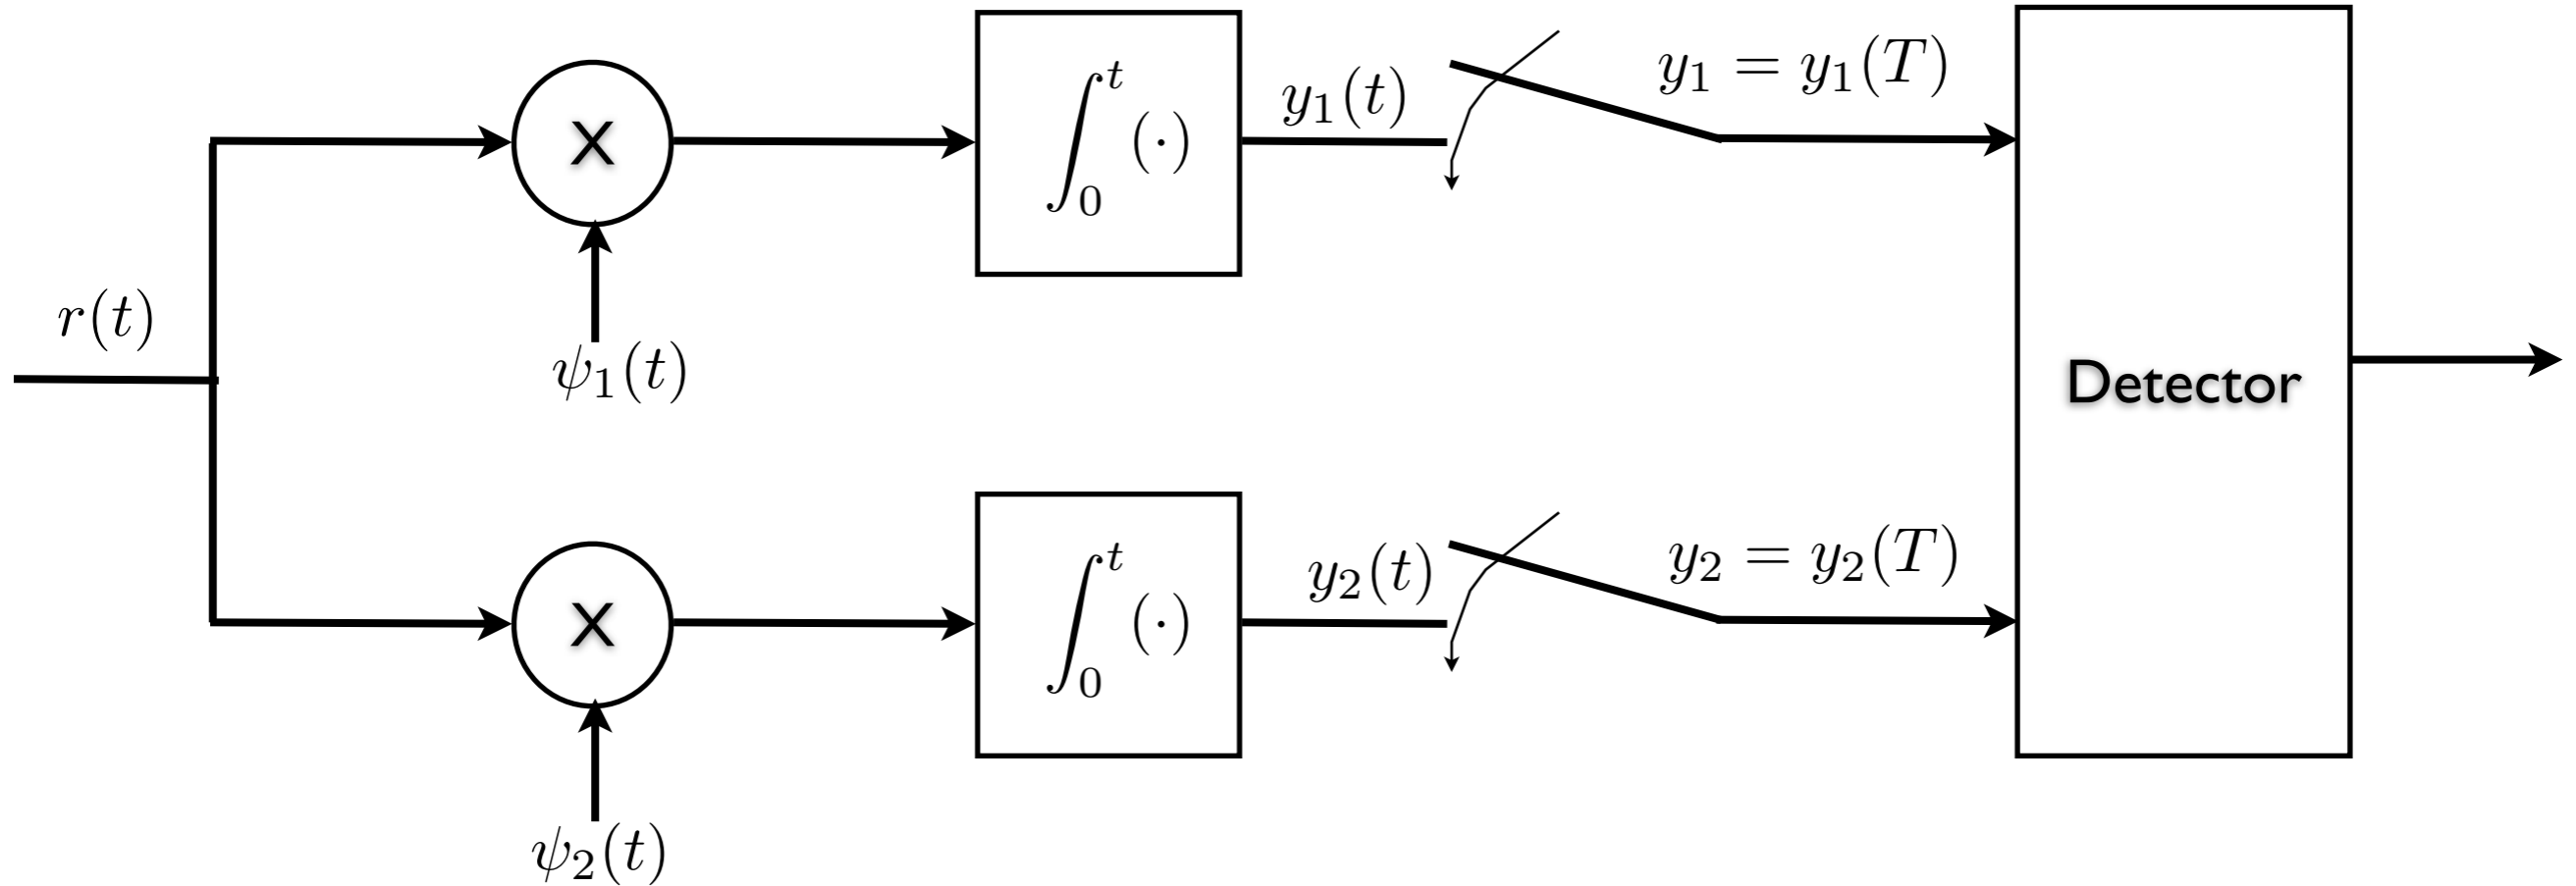 r(t)
X
ψ₁(t)
∫₀ᵗ (·)
y₁(t)
y₁ = y₁(T)
X
ψ₂(t)
∫₀ᵗ (·)
y₂(t)
y₂ = y₂(T)
Detector